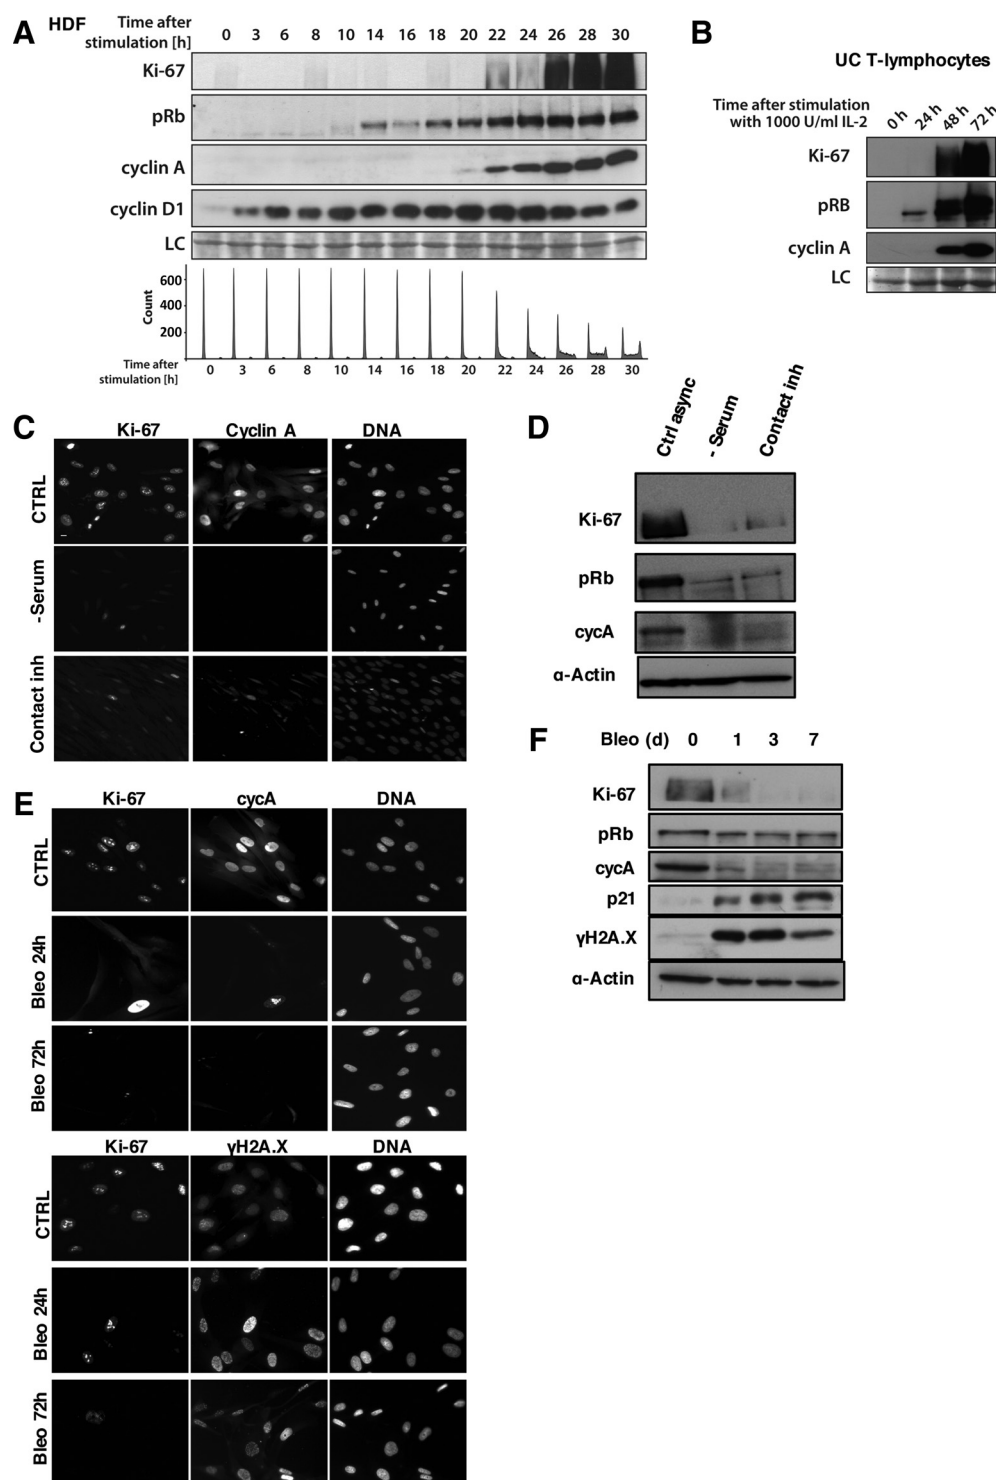 A HDF Time after stimulation [h] 0 3 6 8 10 14 16 18 20 22 24 26 28 30
Ki-67
pRb
cyclin A
cyclin D1
LC
Count
600
400
200
Time after stimulation [h] 0 3 6 8 10 14 16 18 20 22 24 26 28 30
B
UC T-lymphocytes
Time after stimulation
with 1000 U/ml IL-2
0 h 24 h 48 h 72 h
Ki-67
pRB
cyclin A
LC
C
Ki-67 Cyclin A DNA
CTRL
-Serum
Contact inh
D
Ctrl async - Serum Contact inh
Ki-67
pRb
cycA
α-Actin
E
Ki-67 cycA DNA
CTRL
Bleo 24h
Bleo 72h
Ki-67 γH2A.X DNA
CTRL
Bleo 24h
Bleo 72h
F
Bleo (d) 0 1 3 7
Ki-67
pRb
cycA
p21
γH2A.X
α-Actin